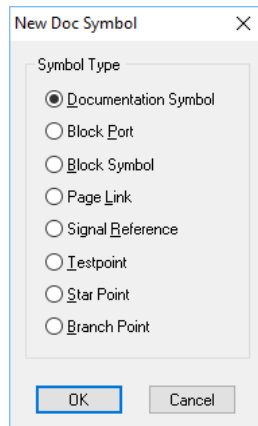 New Doc Symbol
Symbol Type
Documentation Symbol
Block Port
Block Symbol
Page Link
Signal Reference
Testpoint
Star Point
Branch Point
OK Cancel